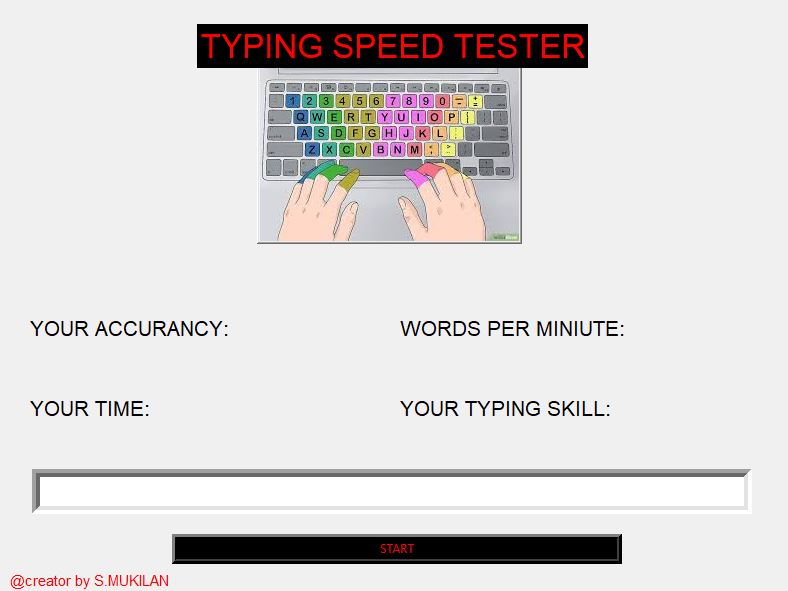 TYPING SPEED TESTER
1 2 3 4 5 6 7 8 9 0
Q W E R T Y U I O P
A S D F G H J K L
Z X C V B N M
YOUR ACCURANCY: WORDS PER MINIUTE:
YOUR TIME: YOUR TYPING SKILL:
START
@creator by S.MUKILAN